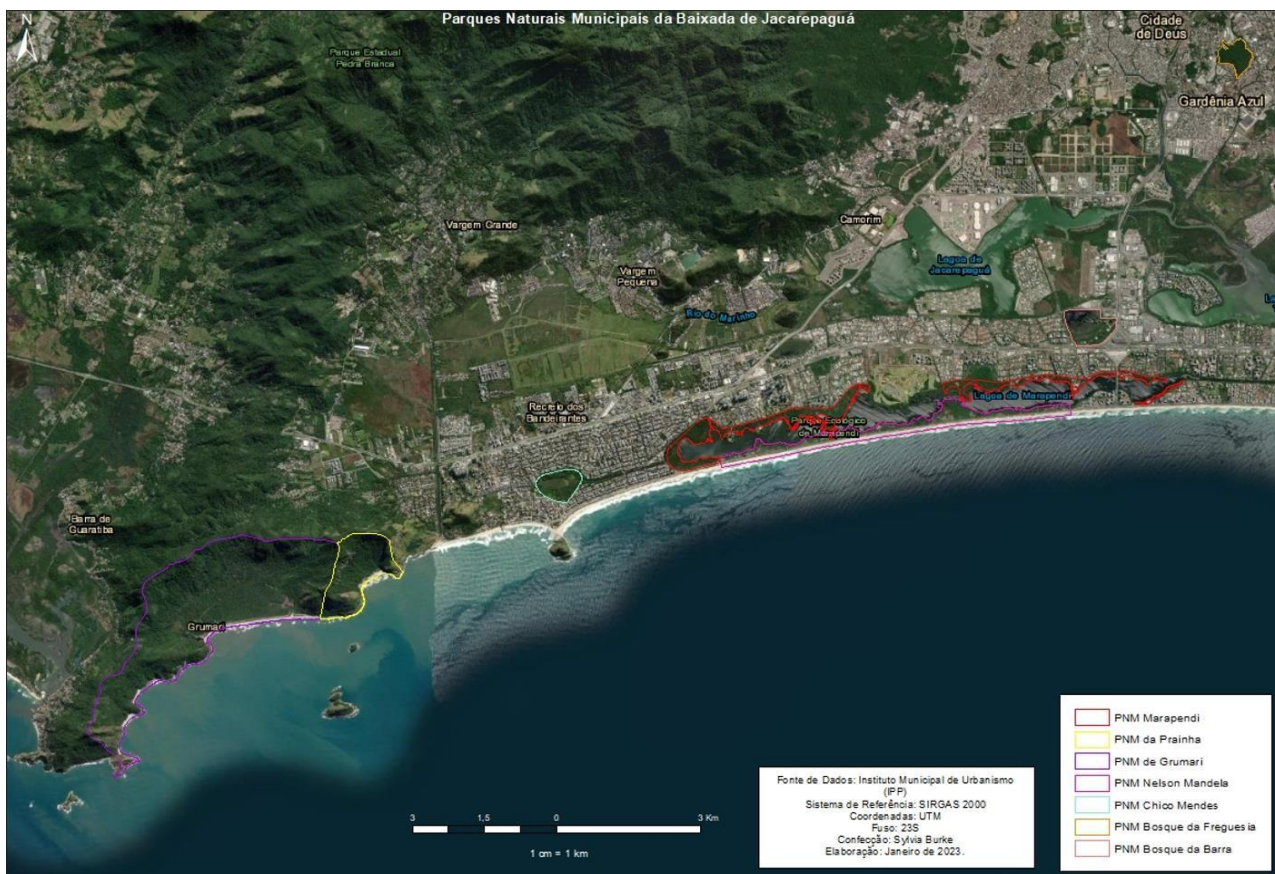 Parques Naturais Municipais da Baixada de Jacarepaguá
N
Parque Estadual
Pedra Branca
Cidade
de Deus
Gardênia Azul
Vargem Grande
Camorim
Vargem
Pequena
Lagoa de
Jacarepaguá
Rio do Marinho
Recreio dos
Bandeirantes
Lagoa de Marapendi
Parque Ecológico
de Marapendi
Barra de
Guaratiba
Grumari
3 1,5 0 3 Km
1 cm = 1 km
Fonte de Dados: Instituto Municipal de Urbanismo
(IPP)
Sistema de Referência: SIRGAS 2000
Coordenadas: UTM
Fuso: 23S
Confecção: Sylvia Burke
Elaboração: Janeiro de 2023.
PNM Marapendi
PNM da Prainha
PNM de Grumari
PNM Nelson Mandela
PNM Chico Mendes
PNM Bosque da Freguesia
PNM Bosque da Barra